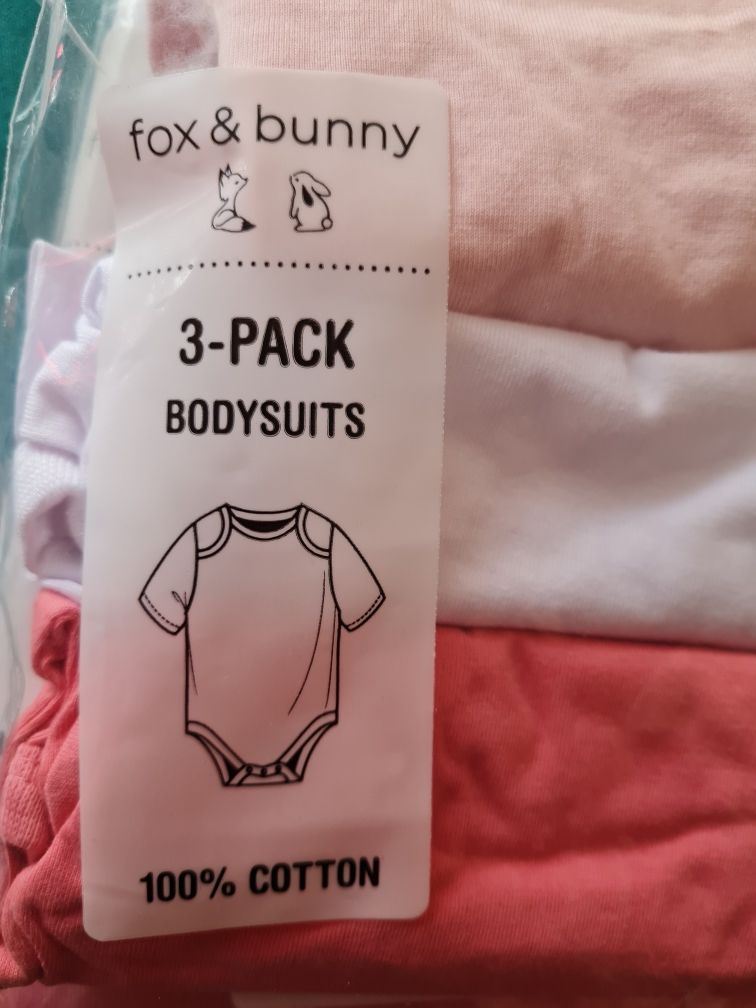 fox & bunny
3-PACK
BODYSUITS
100% COTTON